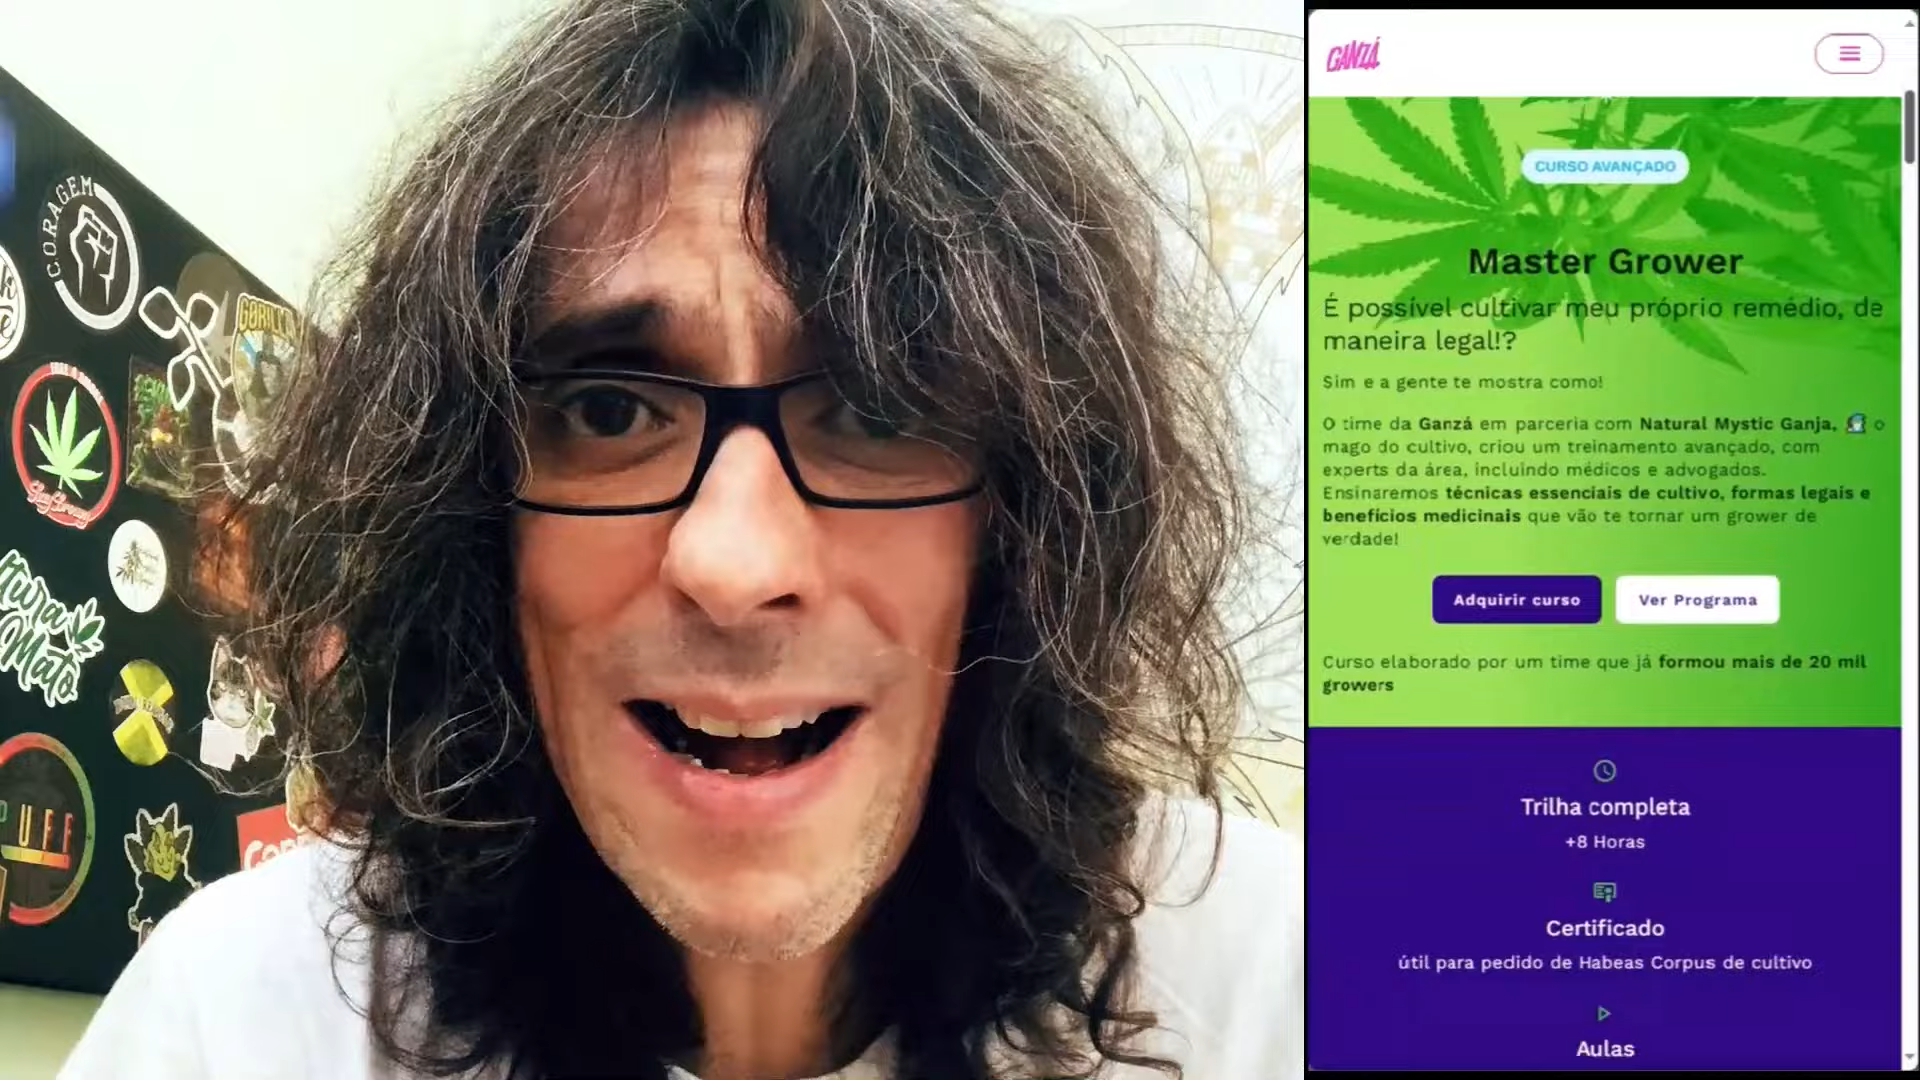 CORAGEM
GORILLA
Stay Strong
Mato
PUFF
GANZÁ
CURSO AVANÇADO
Master Grower
É possível cultivar meu próprio remédio, de
maneira legal!?
Sim e a gente te mostra como!
O time da Ganzá em parceria com Natural Mystic Ganja, 🧙 o
mago do cultivo, criou um treinamento avançado, com
experts da área, incluindo médicos e advogados.
Ensinaremos técnicas essenciais de cultivo, formas legais e
benefícios medicinais que vão te tornar um grower de
verdade!
Adquirir curso
Ver Programa
Curso elaborado por um time que já formou mais de 20 mil
growers
Trilha completa
+8 Horas
Certificado
útil para pedido de Habeas Corpus de cultivo
Aulas